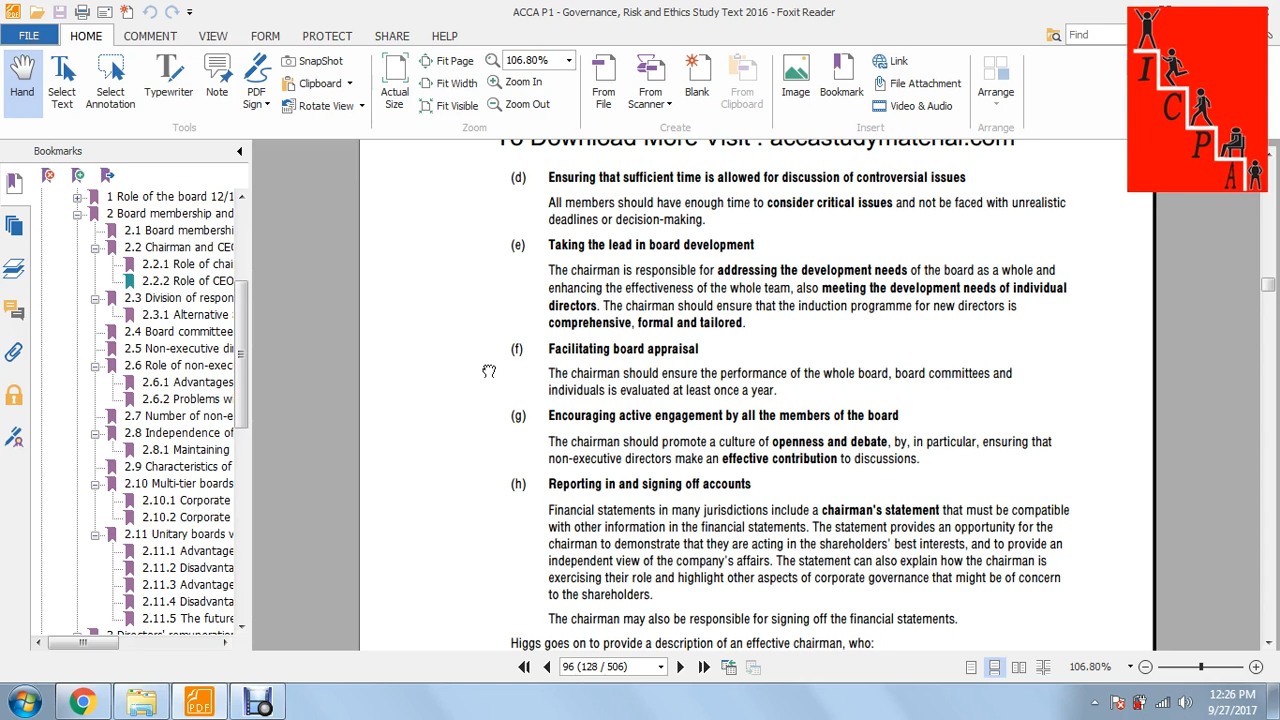 ACCA P1 - Governance, Risk and Ethics Study Text 2016 - Foxit Reader
FILE
HOME
COMMENT
VIEW
FORM
PROTECT
SHARE
HELP
Find
Hand
Select Text
Select Annotation
Typewriter
Note
PDF Sign
SnapShot
Clipboard
Rotate View
Tools
Actual Size
Fit Page
Fit Width
Fit Visible
106.80%
Zoom In
Zoom Out
Zoom
From File
From Scanner
Blank
From Clipboard
Create
Image
Bookmark
Link
File Attachment
Video & Audio
Insert
Arrange
Arrange
I
C
P
A
Bookmarks
1 Role of the board 12/1
2 Board membership and
2.1 Board membershi
2.2 Chairman and CEO
2.2.1 Role of chai
2.2.2 Role of CEO
2.3 Division of respon
2.3.1 Alternative
2.4 Board committee
2.5 Non-executive di
2.6 Role of non-exec
2.6.1 Advantages
2.6.2 Problems w
2.7 Number of non-e
2.8 Independence of
2.8.1 Maintaining
2.9 Characteristics of
2.10 Multi-tier boards
2.10.1 Corporate
2.10.2 Corporate
2.11 Unitary boards v
2.11.1 Advantage
2.11.2 Disadvanta
2.11.3 Advantage
2.11.4 Disadvanta
2.11.5 The future
To Download More Visit : accastudymaterial.com
(d) Ensuring that sufficient time is allowed for discussion of controversial issues
All members should have enough time to consider critical issues and not be faced with unrealistic
deadlines or decision-making.
(e) Taking the lead in board development
The chairman is responsible for addressing the development needs of the board as a whole and
enhancing the effectiveness of the whole team, also meeting the development needs of individual
directors. The chairman should ensure that the induction programme for new directors is
comprehensive, formal and tailored.
(f) Facilitating board appraisal
The chairman should ensure the performance of the whole board, board committees and
individuals is evaluated at least once a year.
(g) Encouraging active engagement by all the members of the board
The chairman should promote a culture of openness and debate, by, in particular, ensuring that
non-executive directors make an effective contribution to discussions.
(h) Reporting in and signing off accounts
Financial statements in many jurisdictions include a chairman's statement that must be compatible
with other information in the financial statements. The statement provides an opportunity for the
chairman to demonstrate that they are acting in the shareholders' best interests, and to provide an
independent view of the company's affairs. The statement can also explain how the chairman is
exercising their role and highlight other aspects of corporate governance that might be of concern
to the shareholders.
The chairman may also be responsible for signing off the financial statements.
Higgs goes on to provide a description of an effective chairman, who:
96 (128 / 506)
106.80%
PDF
12:26 PM
9/27/2017